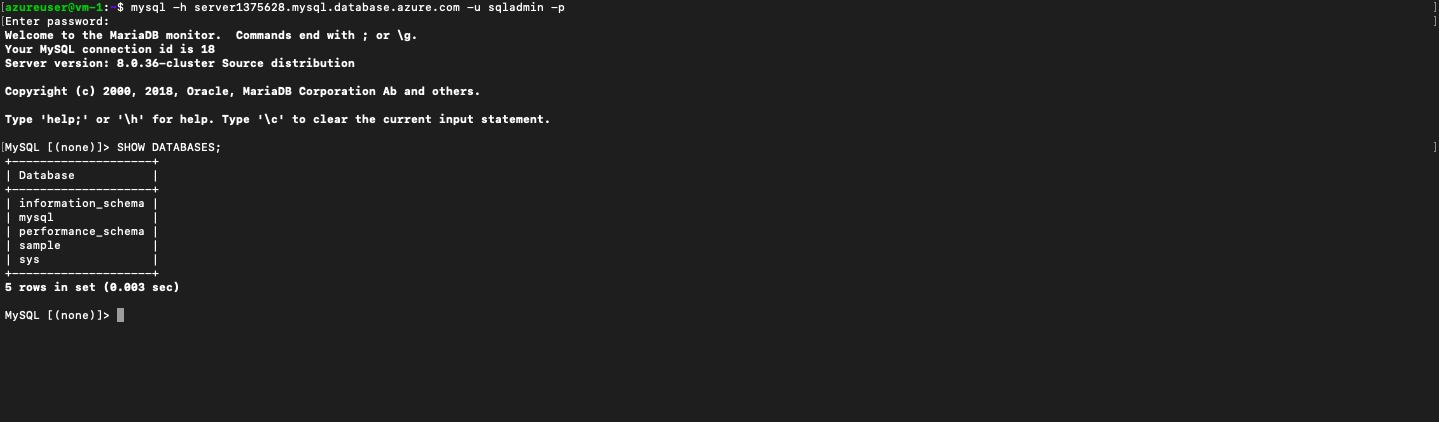 [azureuser@vm-1:~$ mysql -h server1375628.mysql.database.azure.com -u sqladmin -p ]
[Enter password: ]
Welcome to the MariaDB monitor.  Commands end with ; or \g.
Your MySQL connection id is 18
Server version: 8.0.36-cluster Source distribution

Copyright (c) 2000, 2018, Oracle, MariaDB Corporation Ab and others.

Type 'help;' or '\h' for help. Type '\c' to clear the current input statement.

[MySQL [(none)]> SHOW DATABASES; ]
+--------------------+
| Database           |
+--------------------+
| information_schema |
| mysql              |
| performance_schema |
| sample             |
| sys                |
+--------------------+
5 rows in set (0.003 sec)

MySQL [(none)]>